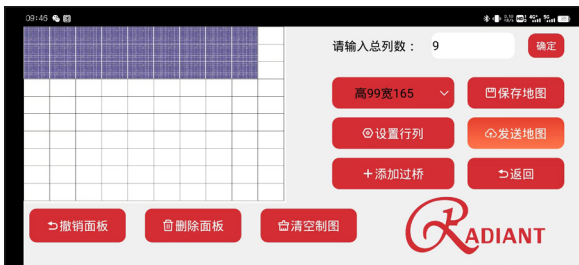 09:46
请输入总列数： 9 确定
高99宽165 保存地图
设置行列 发送地图
添加过桥 返回
撤销面板 删除面板 清空制图
RADIANT